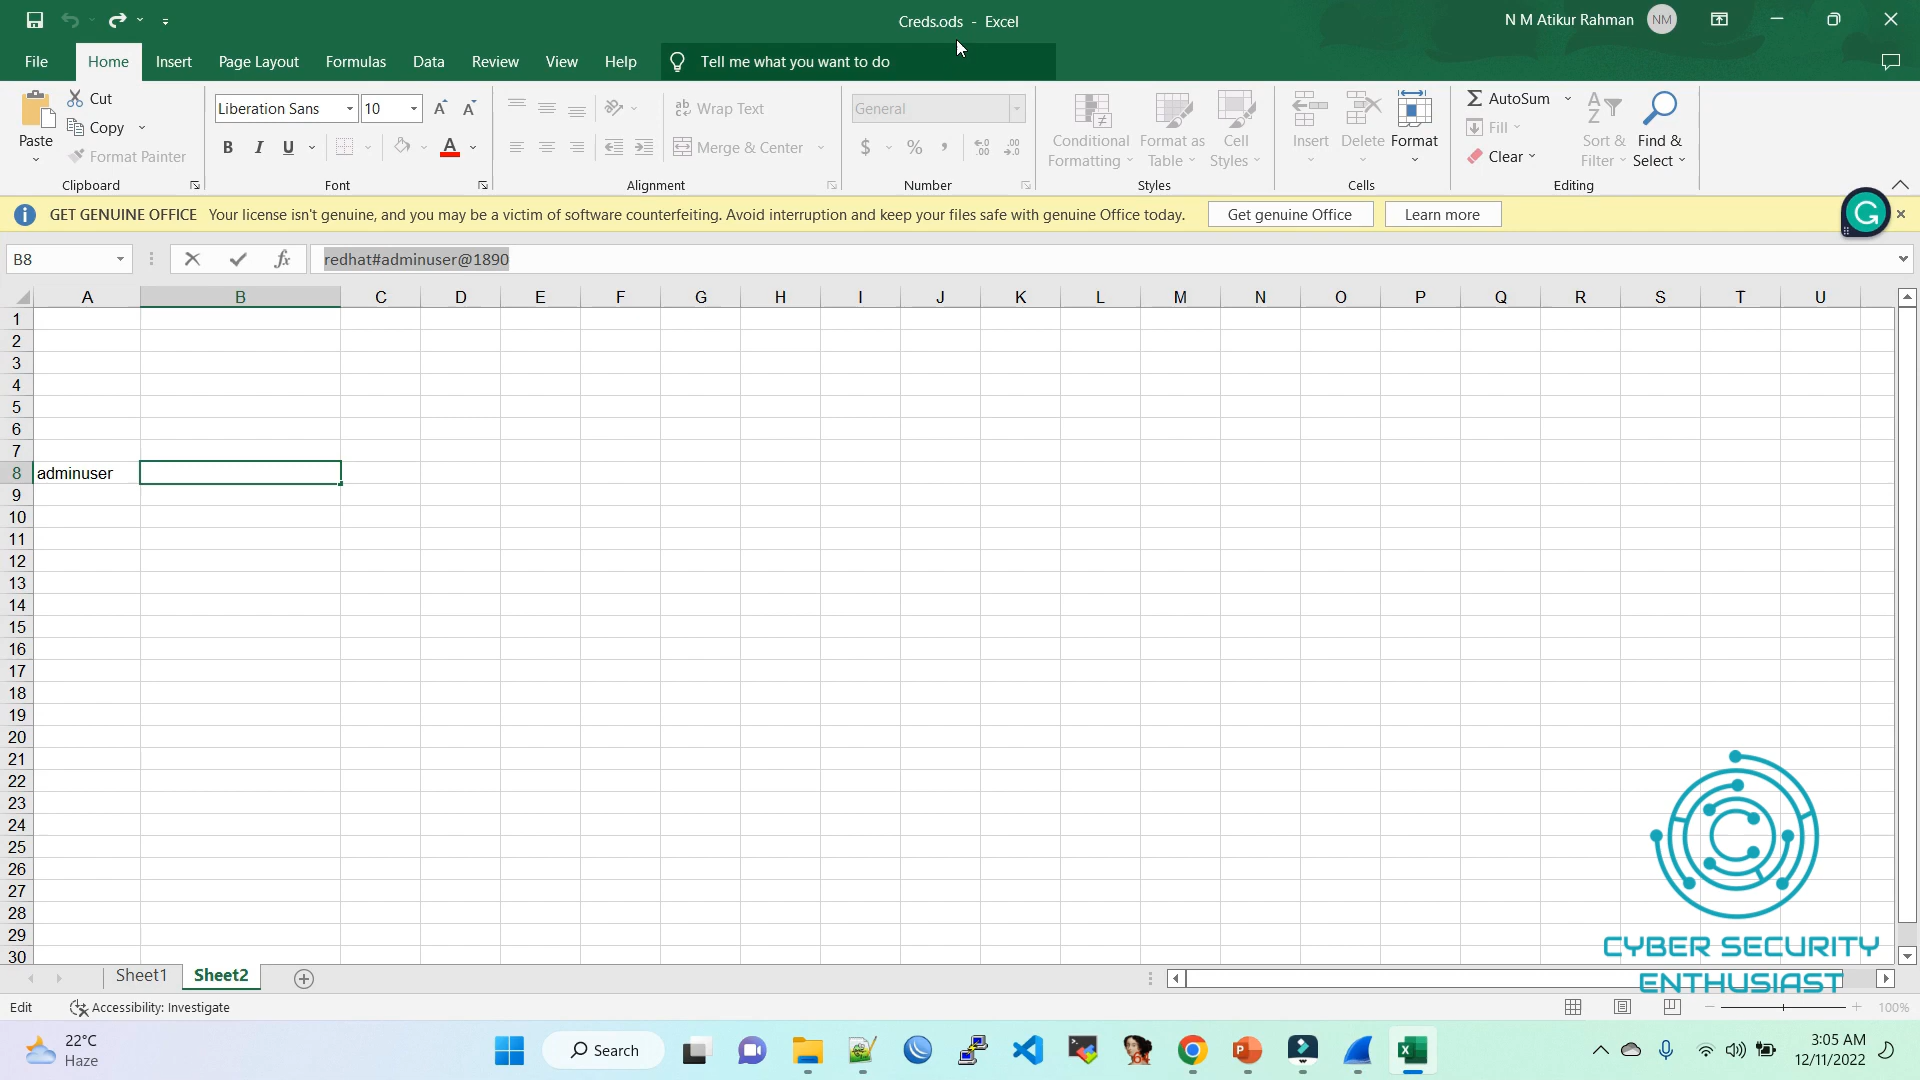 Creds.ods - Excel
N M Atikur Rahman NM
File Home Insert Page Layout Formulas Data Review View Help Tell me what you want to do
Paste Cut Copy Format Painter Clipboard
Liberation Sans 10 B I U A Font
Wrap Text Merge & Center Alignment
General $ % , Number
Conditional Formatting Format as Table Cell Styles Styles
Insert Delete Format Cells
AutoSum Fill Clear Sort & Filter Find & Select Editing
GET GENUINE OFFICE Your license isn't genuine, and you may be a victim of software counterfeiting. Avoid interruption and keep your files safe with genuine Office today. Get genuine Office Learn more
B8 fx redhat#adminuser@1890
A B C D E F G H I J K L M N O P Q R S T U
1
2
3
4
5
6
7
8 adminuser
9
10
11
12
13
14
15
16
17
18
19
20
21
22
23
24
25
26
27
28
29
30
CYBER SECURITY
ENTHUSIAST
Sheet1 Sheet2
Edit Accessibility: Investigate 100%
22°C
Haze
Search
3:05 AM
12/11/2022